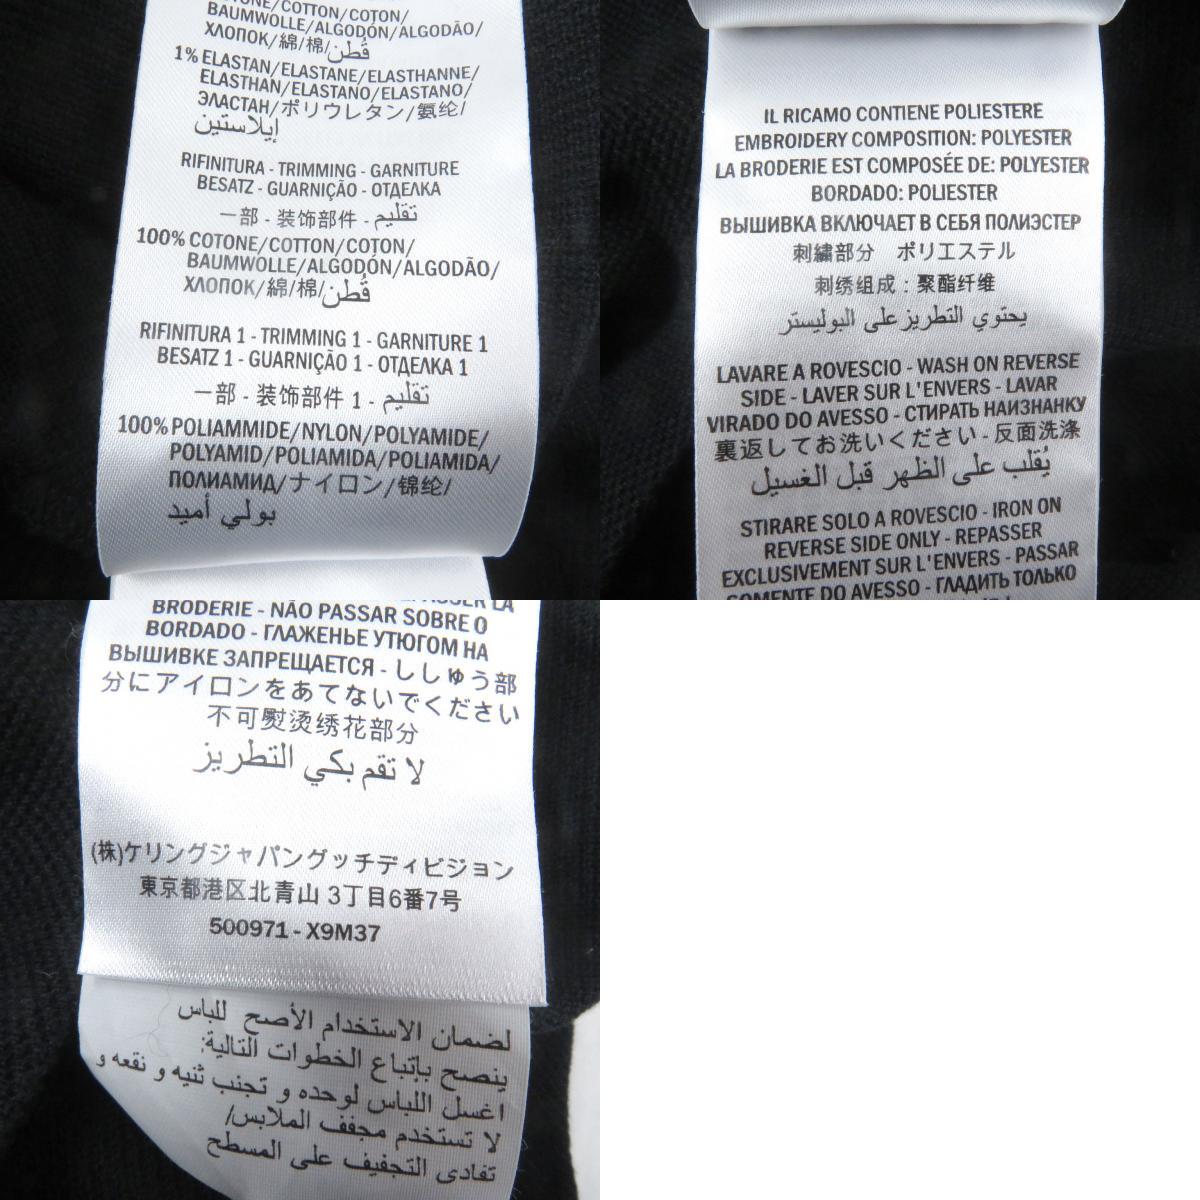 COTONE/COTTON/COTON/
BAUMWOLLE/ALGODÓN/ALGODÃO/
ХЛОПОК/綿/棉/قُطن
1% ELASTAN/ELASTANE/ELASTHANNE/
ELASTHAN/ELASTANO/ELASTANO/
ЭЛАСТАН/ポリウレタン/氨纶/
إيلاستين
RIFINITURA - TRIMMING - GARNITURE
BESATZ - GUARNIÇÃO - ОТДЕЛКА
一部 - 装饰部件 - تقليم
100% COTONE/COTTON/COTON/
BAUMWOLLE/ALGODÓN/ALGODÃO/
ХЛОПОК/綿/棉/قُطن
RIFINITURA 1 - TRIMMING 1 - GARNITURE 1
BESATZ 1 - GUARNIÇÃO 1 - ОТДЕЛКА 1
一部 - 装饰部件 1 - تقليم
100% POLIAMMIDE/NYLON/POLYAMIDE/
POLYAMID/POLIAMIDA/POLIAMIDA/
ПОЛИАМИД/ナイロン/锦纶/
بولي أميد
IL RICAMO CONTIENE POLIESTERE
EMBROIDERY COMPOSITION: POLYESTER
LA BRODERIE EST COMPOSÉE DE: POLYESTER
BORDADO: POLIESTER
ВЫШИВКА ВКЛЮЧАЕТ В СЕБЯ ПОЛИЭСТЕР
刺繍部分 ポリエステル
刺绣组成：聚酯纤维
يحتوي التطريز على البوليستر
LAVARE A ROVESCIO - WASH ON REVERSE
SIDE - LAVER SUR L'ENVERS - LAVAR
VIRADO DO AVESSO - СТИРАТЬ НАИЗНАНКУ
裏返してお洗いください - 反面洗涤
يُقلب على الظهر قبل الغسيل
STIRARE SOLO A ROVESCIO - IRON ON
REVERSE SIDE ONLY - REPASSER
EXCLUSIVEMENT SUR L'ENVERS - PASSAR
SOMENTE DO AVESSO - ГЛАДИТЬ ТОЛЬКО
BRODERIE - NÃO PASSAR SOBRE O
BORDADO - ГЛАЖЕНЬЕ УТЮГОМ НА
ВЫШИВКЕ ЗАПРЕЩАЕТСЯ - ししゅう部
分にアイロンをあてないでください
不可熨烫绣花部分
لا تقم بكي التطريز
(株)ケリングジャパングッチディビジョン
東京都港区北青山 3丁目6番7号
500971 - X9M37
لضمان الاستخدام الأصح للباس
ينصح بإتباع الخطوات التالية:
اغسل اللباس لوحده و تجنب ثنيه و نقعه و
لا تستخدم مجفف الملابس/
تفادى التجفيف على المسطح